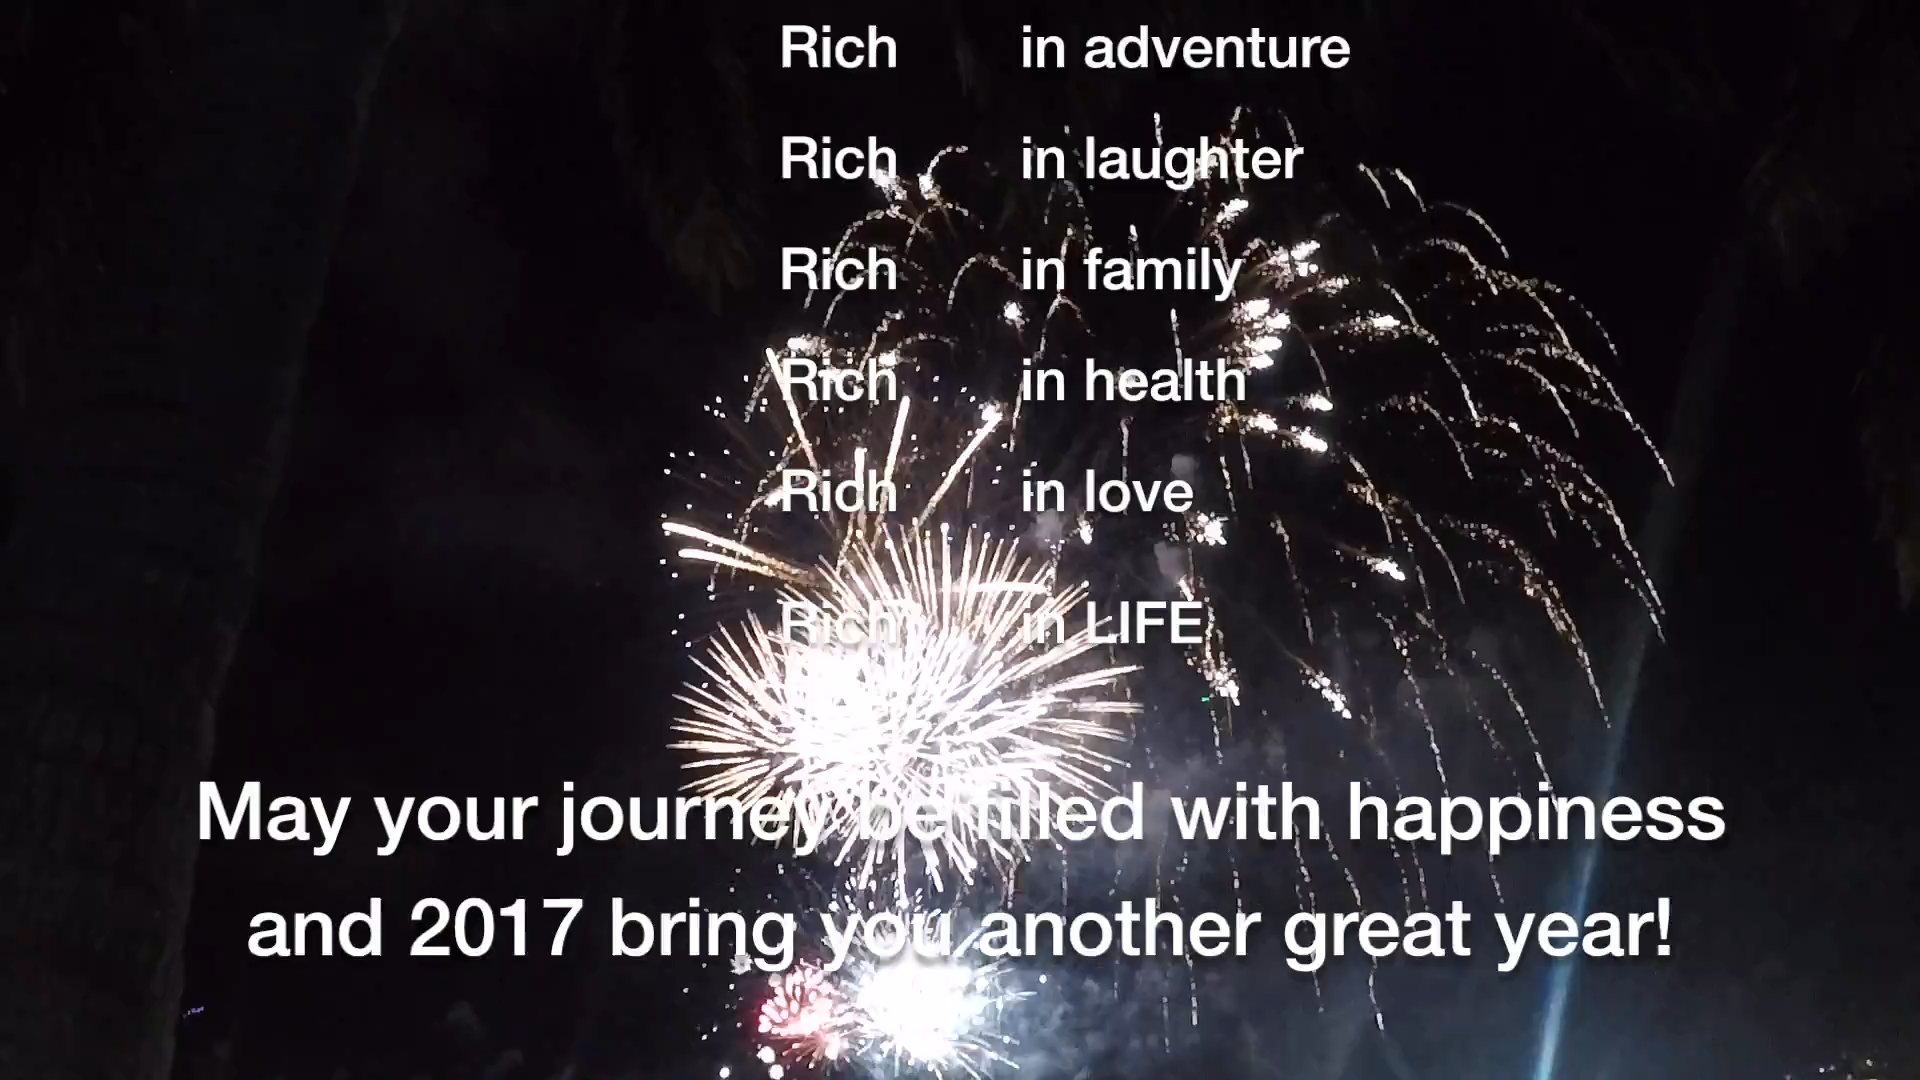 Rich in adventure
Rich in laughter
Rich in family
Rich in health
Rich in love
Rich in LIFE
May your journey be filled with happiness
and 2017 bring you another great year!